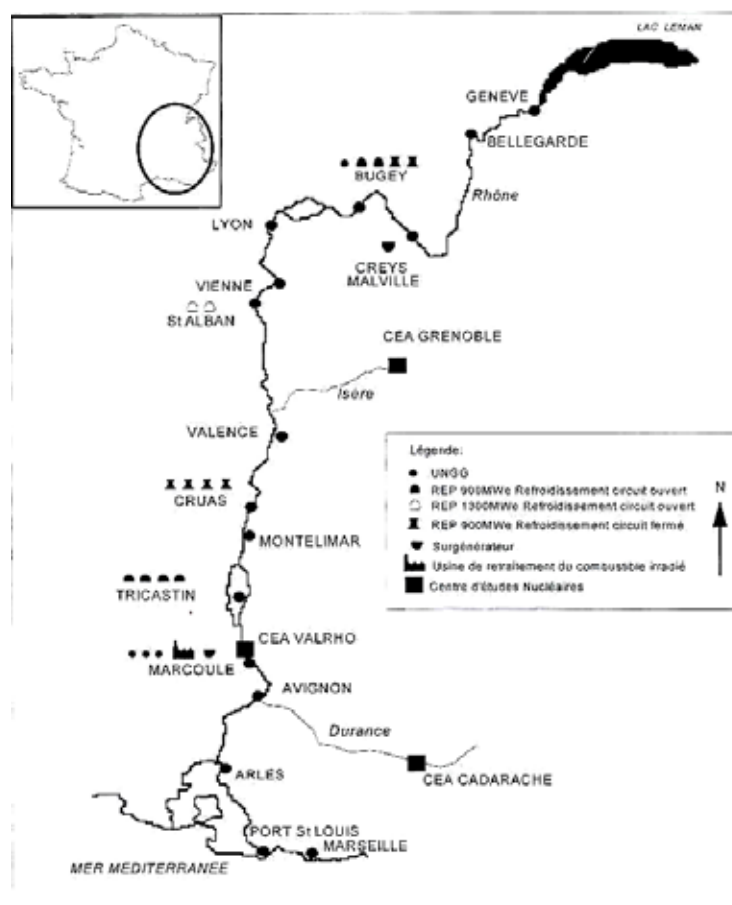 LAC LEMAN
GENEVE
BELLEGARDE
BUGEY
Rhône
LYON
CREYS
MALVILLE
VIENNE
St ALBAN
CEA GRENOBLE
Isère
VALENCE
Légende:
UNGG
REP 900MWe Refroidissement circuit ouvert
REP 1300MWe Refroidissement circuit ouvert
REP 900MWe Refroidissement circuit fermé
Surgénérateur
Usine de retraitement du combustible irradié
Centre d'études Nucléaires
N
CRUAS
MONTELIMAR
TRICASTIN
CEA VALRHO
MARCOULE
AVIGNON
Durance
ARLES
CEA CADARACHE
PORT St LOUIS
MARSEILLE
MER MEDITERRANEE